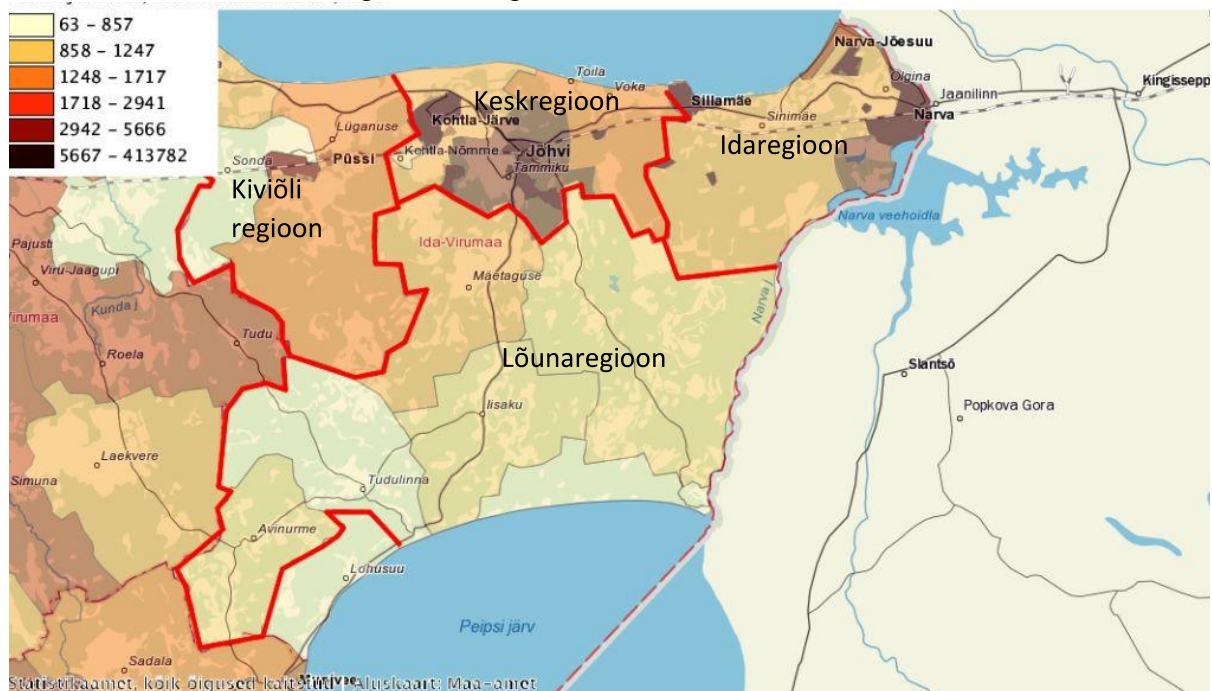 63 – 857
858 – 1247
1248 – 1717
1718 – 2941
2942 – 5666
5667 – 413782
Narva-Jõesuu
Toila
Voka
Olgina
Kingissepp
Keskregioon
Sillamäe
Jaanilinn
Kohtla-Järve
Narva
Lüganuse
Sinimäe
Idaregioon
Sonda
Püssi
Kohtla-Nõmme
Jõhvi
Tammiku
Kiviõli
regioon
Narva veehoidla
Pajusti
Ida-Virumaa
Viru-Jaagupi
Mäetaguse
Kunda j
Narva j
Virumaa
Tudu
Roela
Lõunaregioon
Slantsõ
Iisaku
Popkova Gora
Laekvere
Simuna
Tudulinna
Avinurme
Lohusuu
Peipsi järv
Sadala
Statistikaamet, kõik õigused kaitstud | Aluskaart: Maa-amet